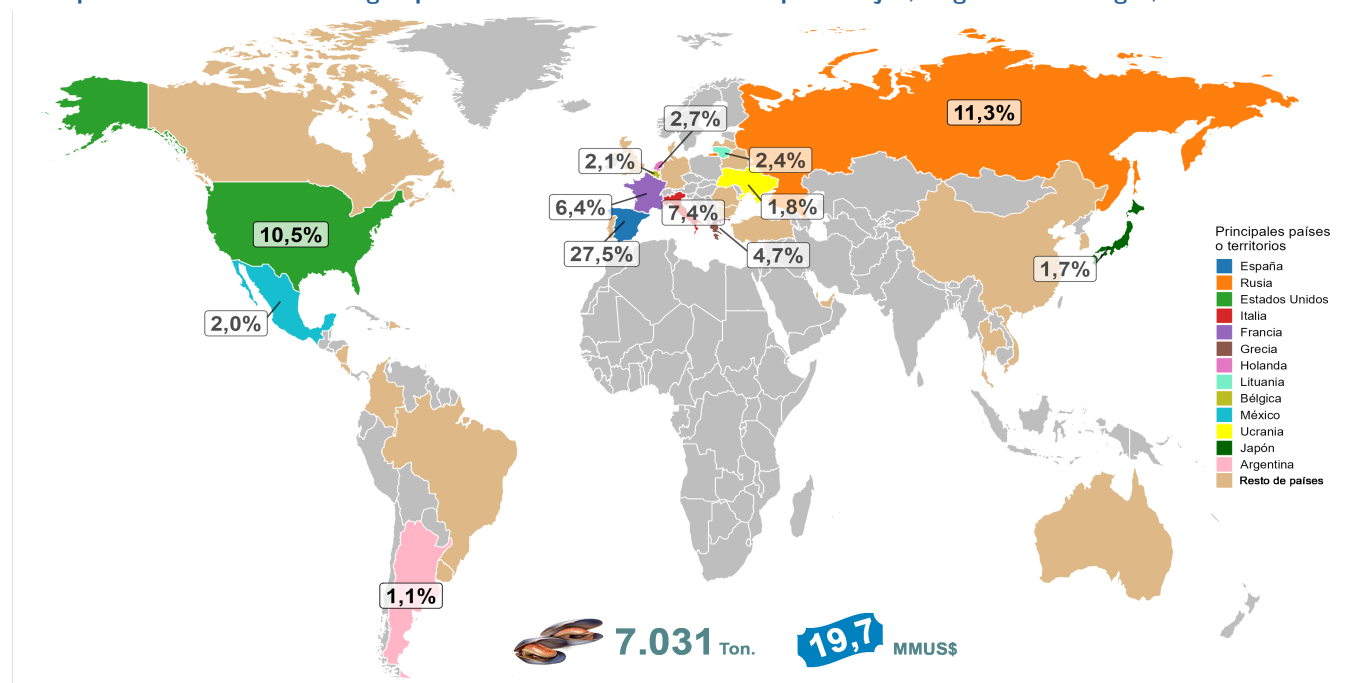 2,7%
11,3%
2,1%
2,4%
6,4%
7,4%
1,8%
10,5%
27,5%
4,7%
1,7%
2,0%
1,1%
Principales países
o territorios
España
Rusia
Estados Unidos
Italia
Francia
Grecia
Holanda
Lituania
Bélgica
México
Ucrania
Japón
Argentina
Resto de países
7.031 Ton.
19,7 MMUS$